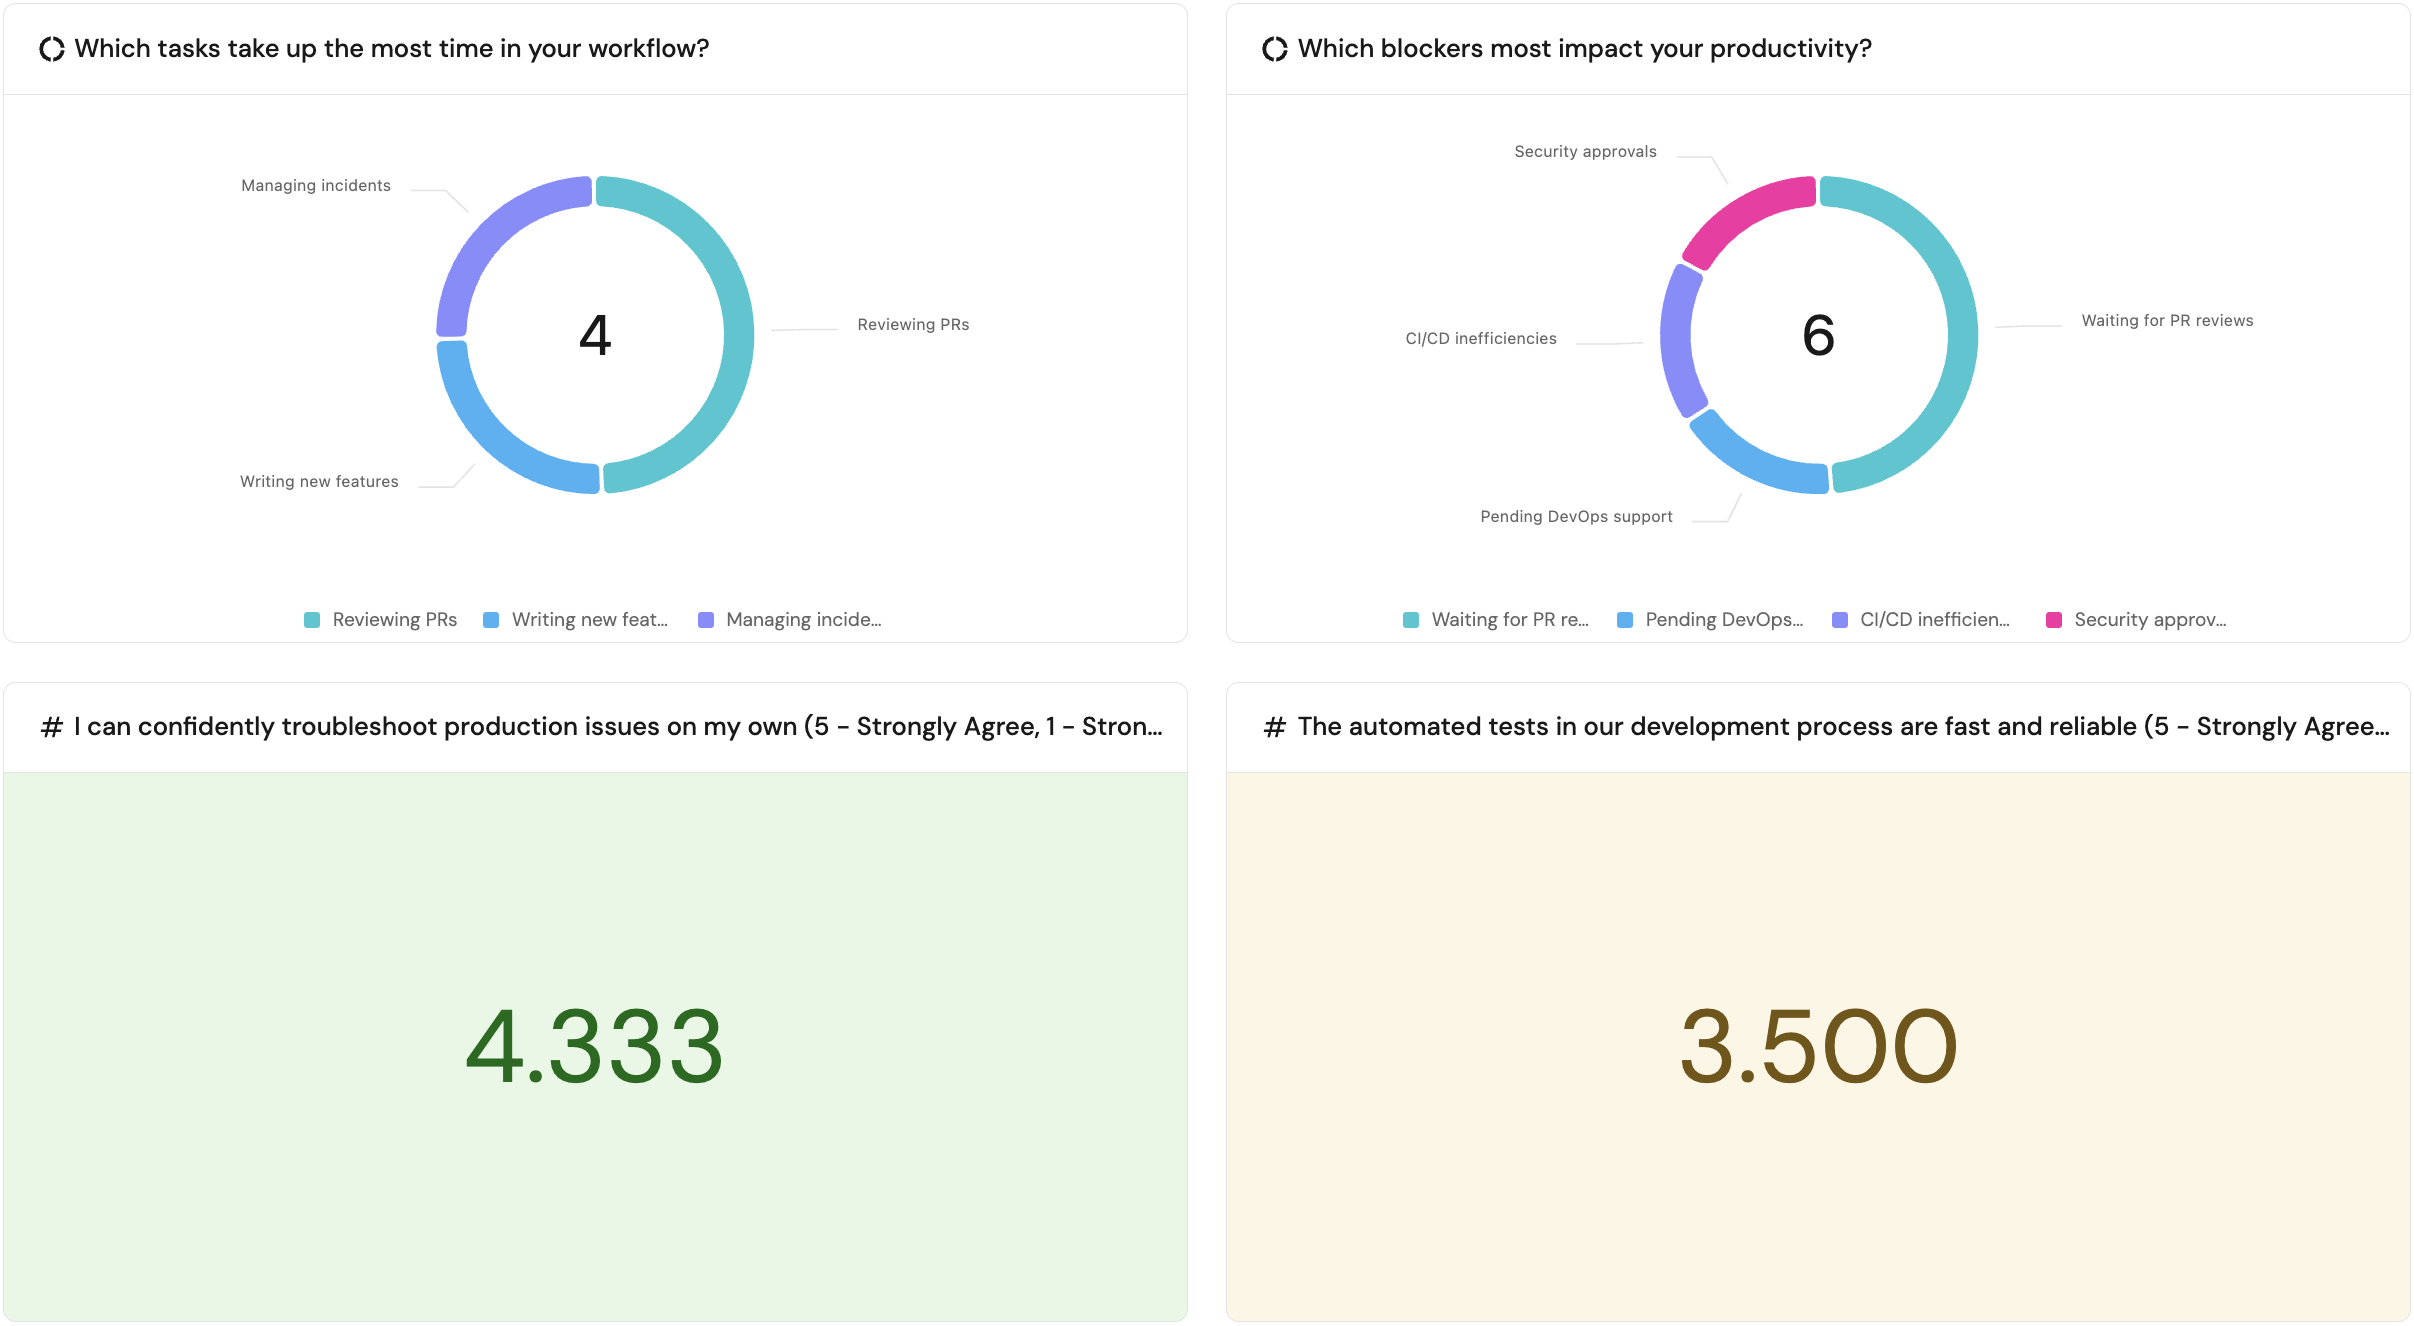 Which tasks take up the most time in your workflow?
Managing incidents
4
Reviewing PRs
Writing new features
Reviewing PRs
Writing new feat...
Managing incide...
Which blockers most impact your productivity?
Security approvals
Waiting for PR reviews
CI/CD inefficiencies
6
Pending DevOps support
Waiting for PR re...
Pending DevOps...
CI/CD inefficien...
Security approv...
# I can confidently troubleshoot production issues on my own (5 - Strongly Agree, 1 - Stron...
4.333
# The automated tests in our development process are fast and reliable (5 - Strongly Agree...
3.500